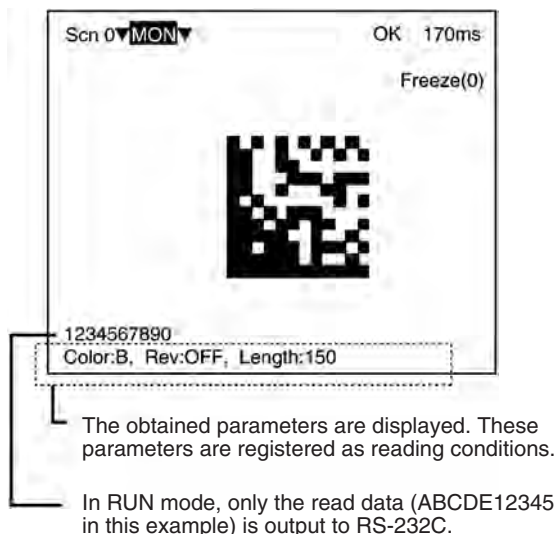 Scn 0▼MON▼ OK 170ms
Freeze(0)
1234567890
Color:B, Rev:OFF, Length:150
The obtained parameters are displayed. These
parameters are registered as reading conditions.
In RUN mode, only the read data (ABCDE12345
in this example) is output to RS-232C.